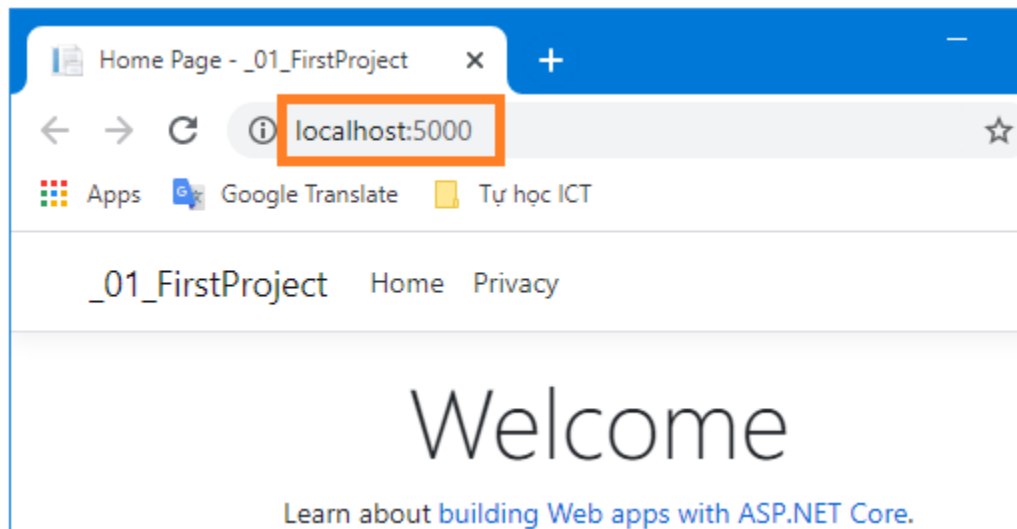 Home Page - _01_FirstProject
localhost:5000
Apps Google Translate Tự học ICT
_01_FirstProject Home Privacy
Welcome
Learn about building Web apps with ASP.NET Core.